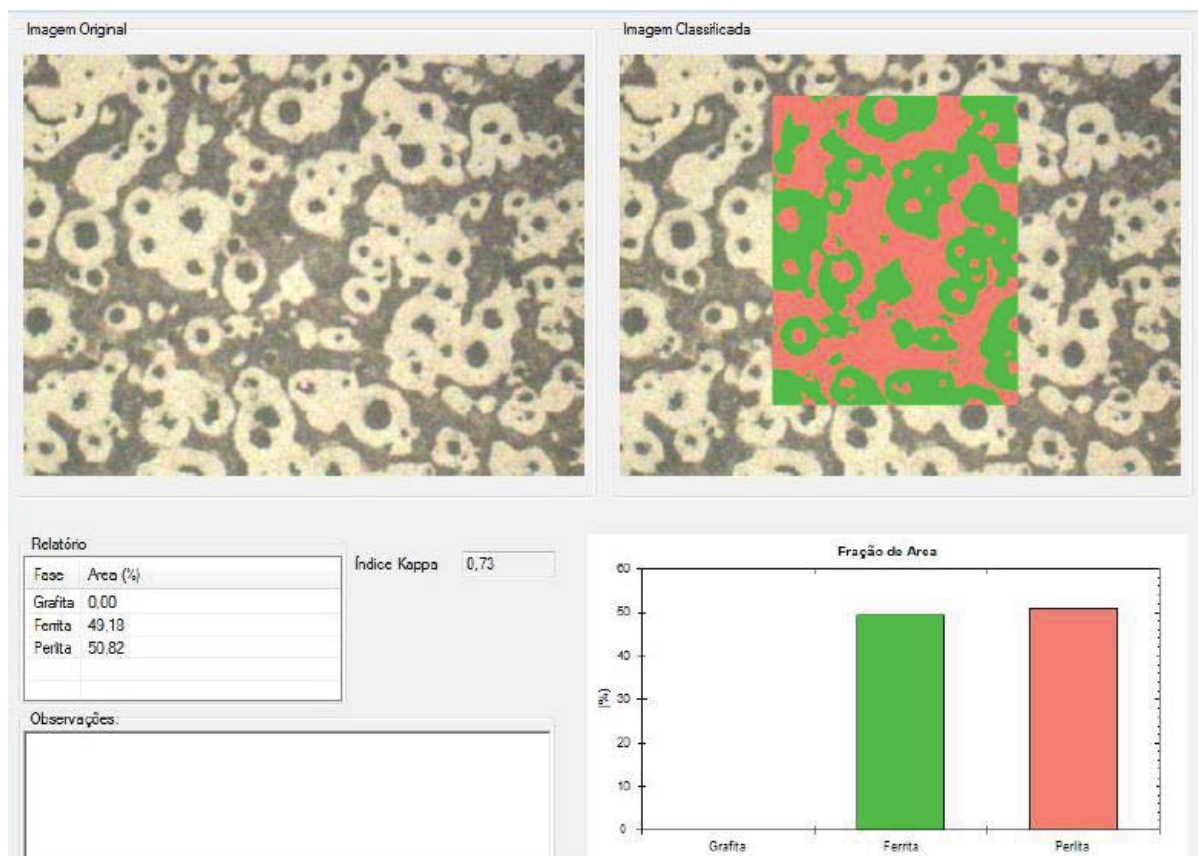 Imagem Original
Imagem Classificada
Relatório
Fase Area (%)
Grafita 0,00
Ferrita 49,18
Perlita 50,82
Índice Kappa 0,73
Observações:
Fração de Area
60
50
40
30
20
10
0
(%)
Grafita Ferrita Perlita